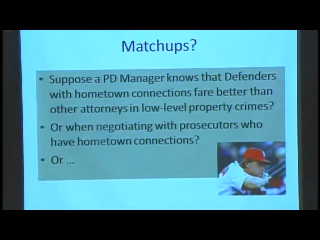 Matchups?
• Suppose a PD Manager knows that Defenders
with hometown connections fare better than
other attorneys in low-level property crimes?
• Or when negotiating with prosecutors who
have hometown connections?
• Or ...